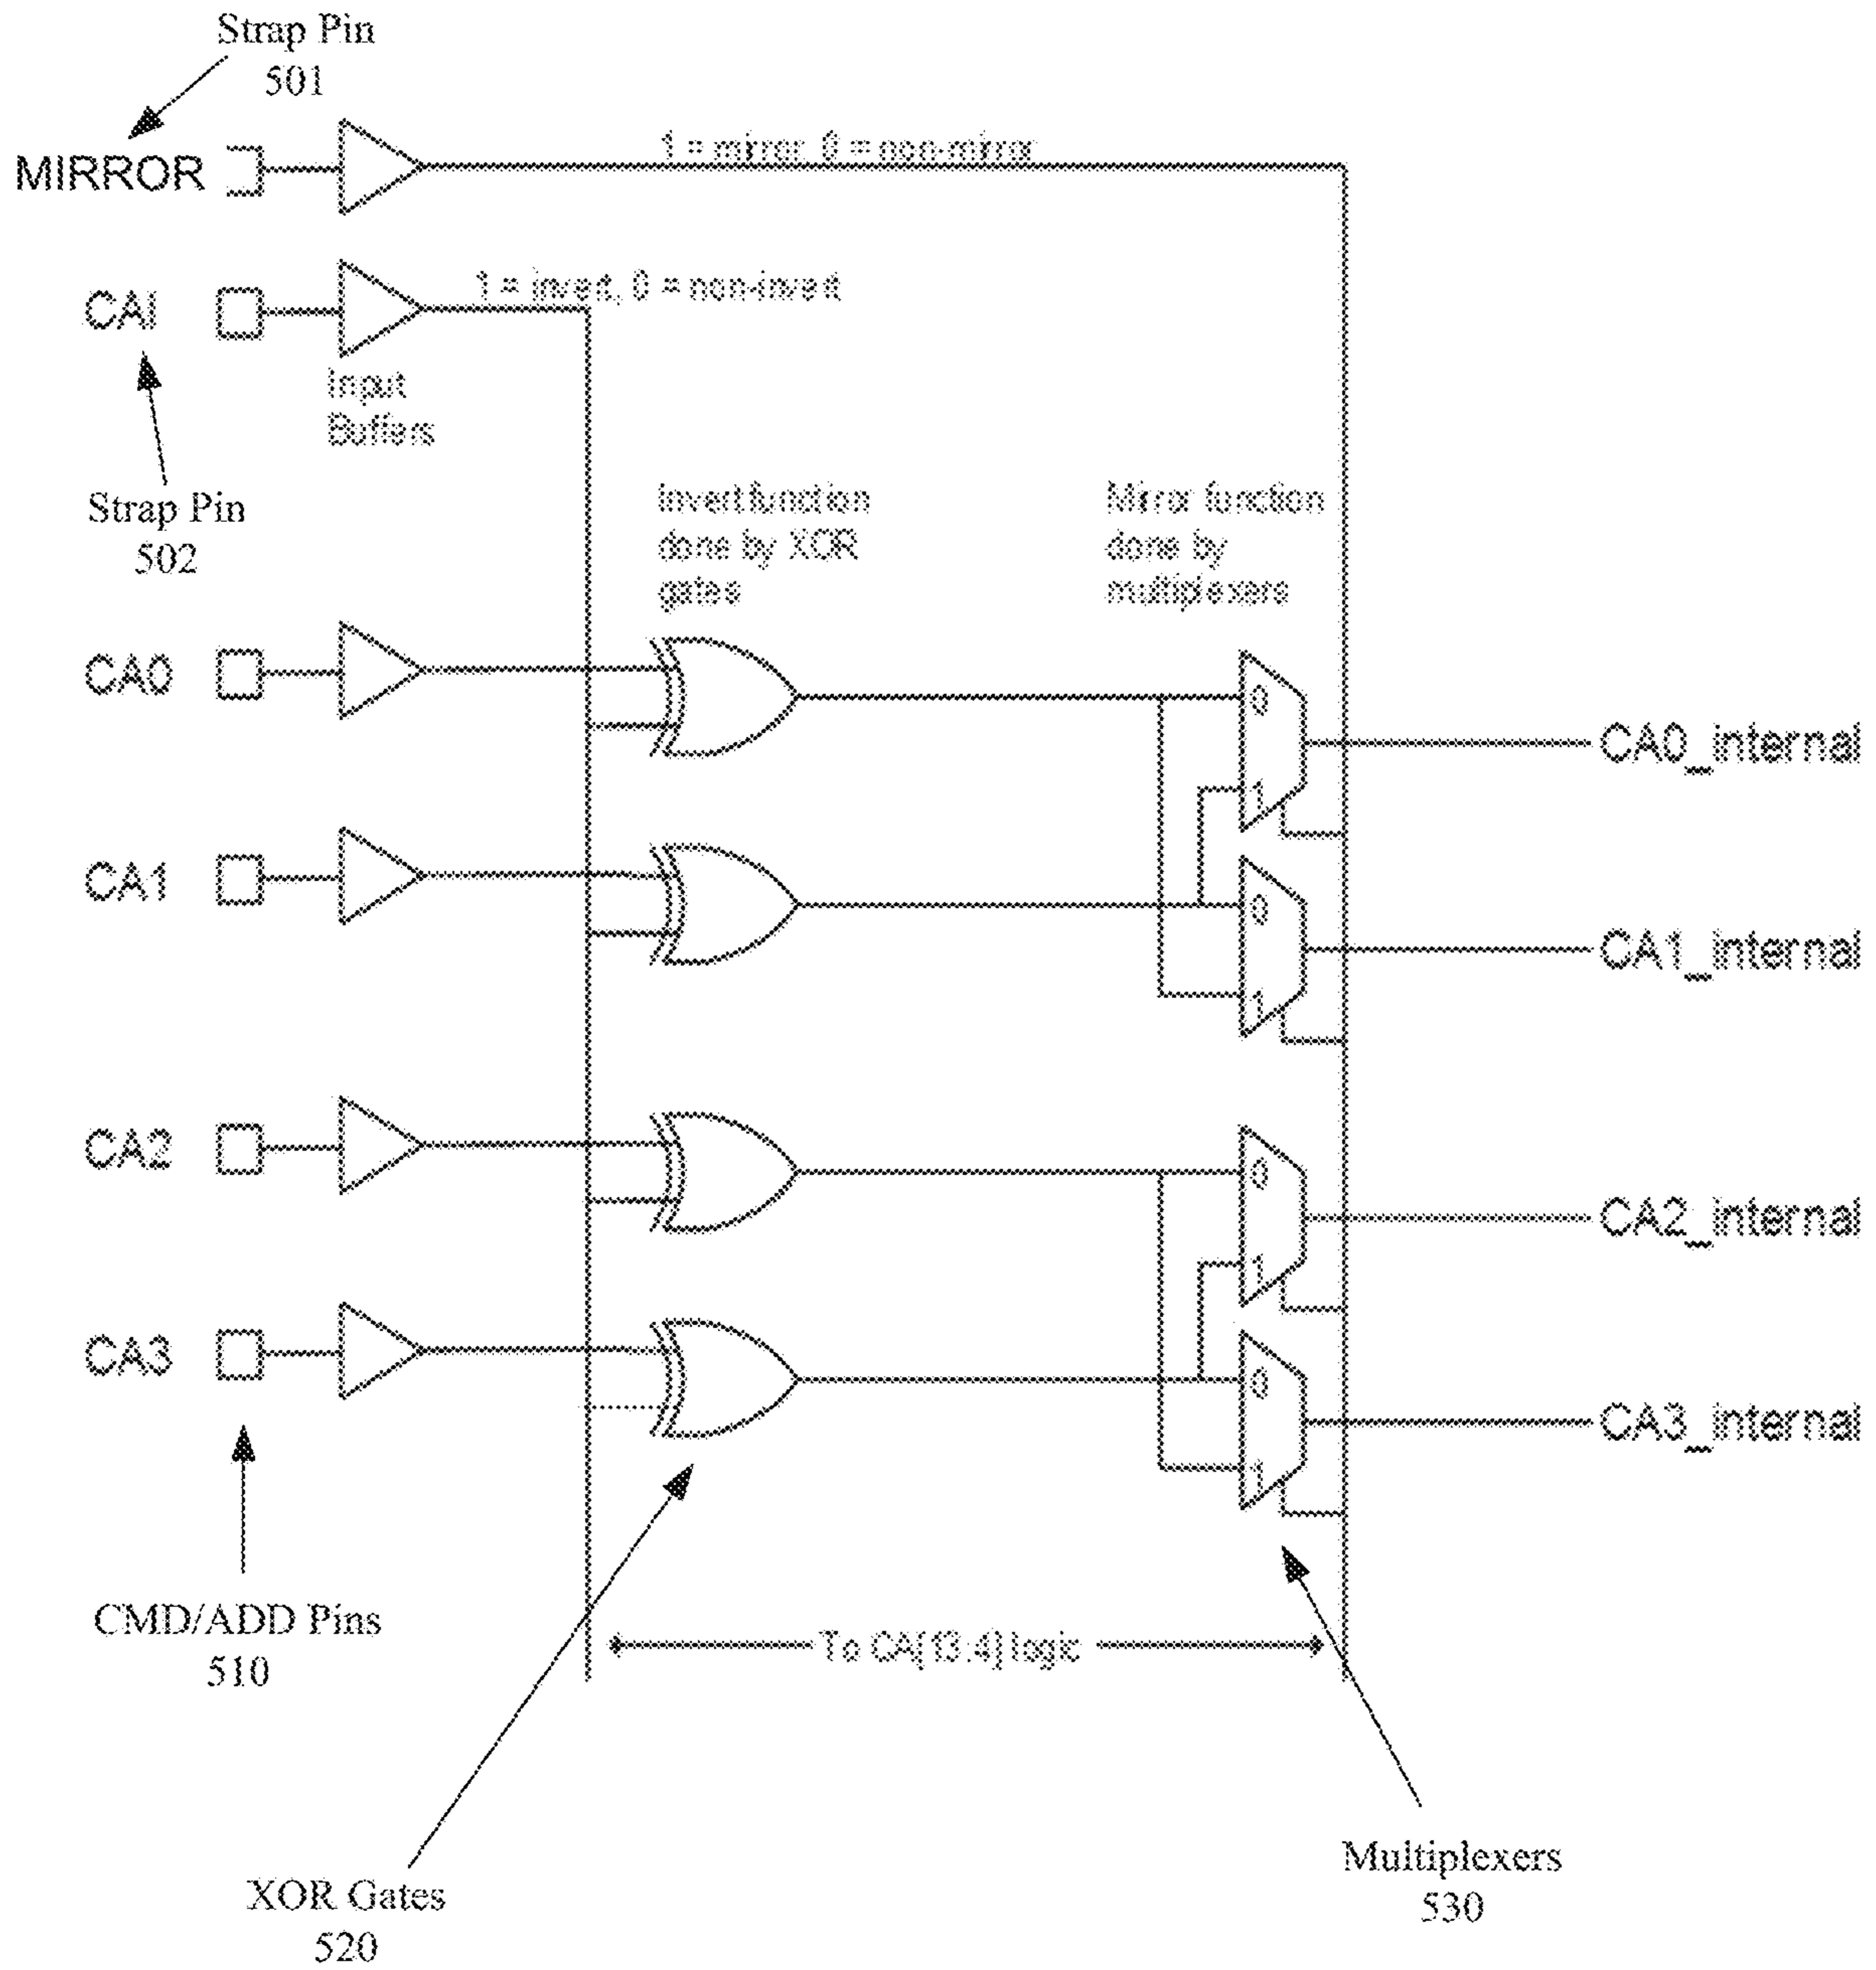 Strap Pin
501
MIRROR
1 = mirror, 0 = non-mirror
CAI
1 = invert, 0 = non-invert
Input
Buffers
Strap Pin
502
Invert function
done by XOR
gates
Mirror function
done by
multiplexers
CA0
0
1
CA0_internal
CA1
0
1
CA1_internal
CA2
0
1
CA2_internal
CA3
0
1
CA3_internal
CMD/ADD Pins
510
To CA[13:4] logic
XOR Gates
520
Multiplexers
530